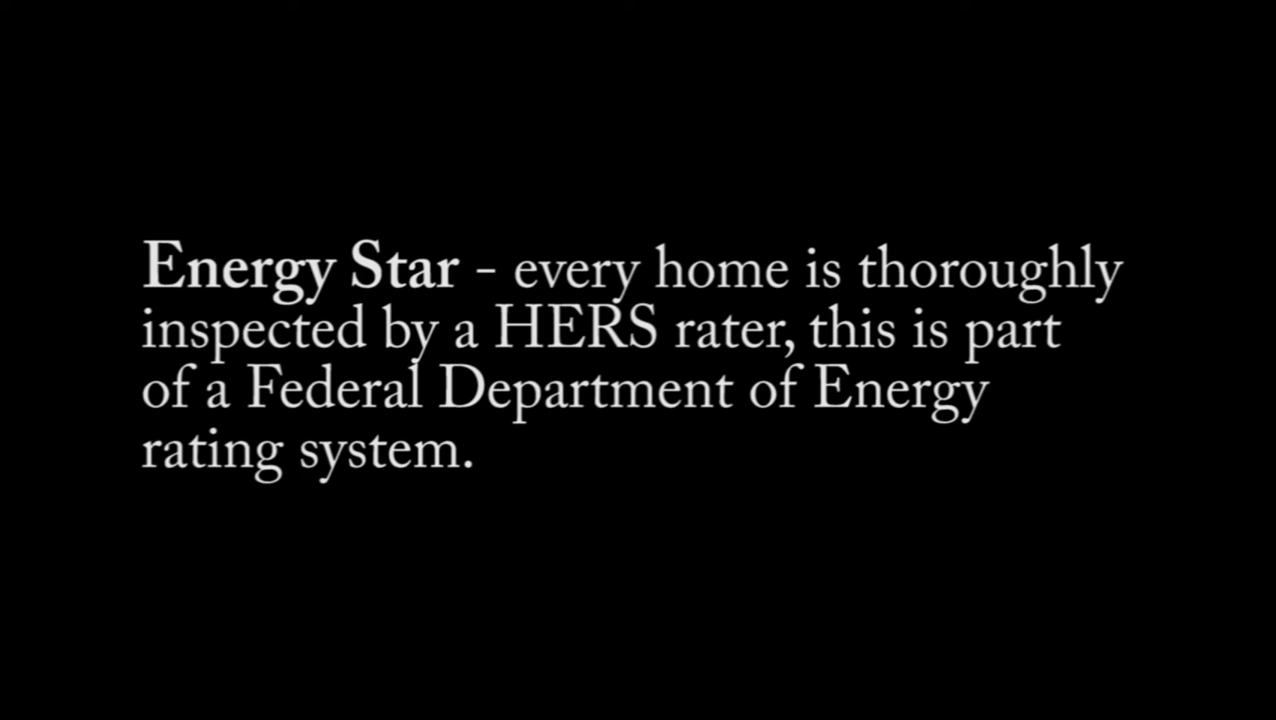 Energy Star - every home is thoroughly
inspected by a HERS rater, this is part
of a Federal Department of Energy
rating system.